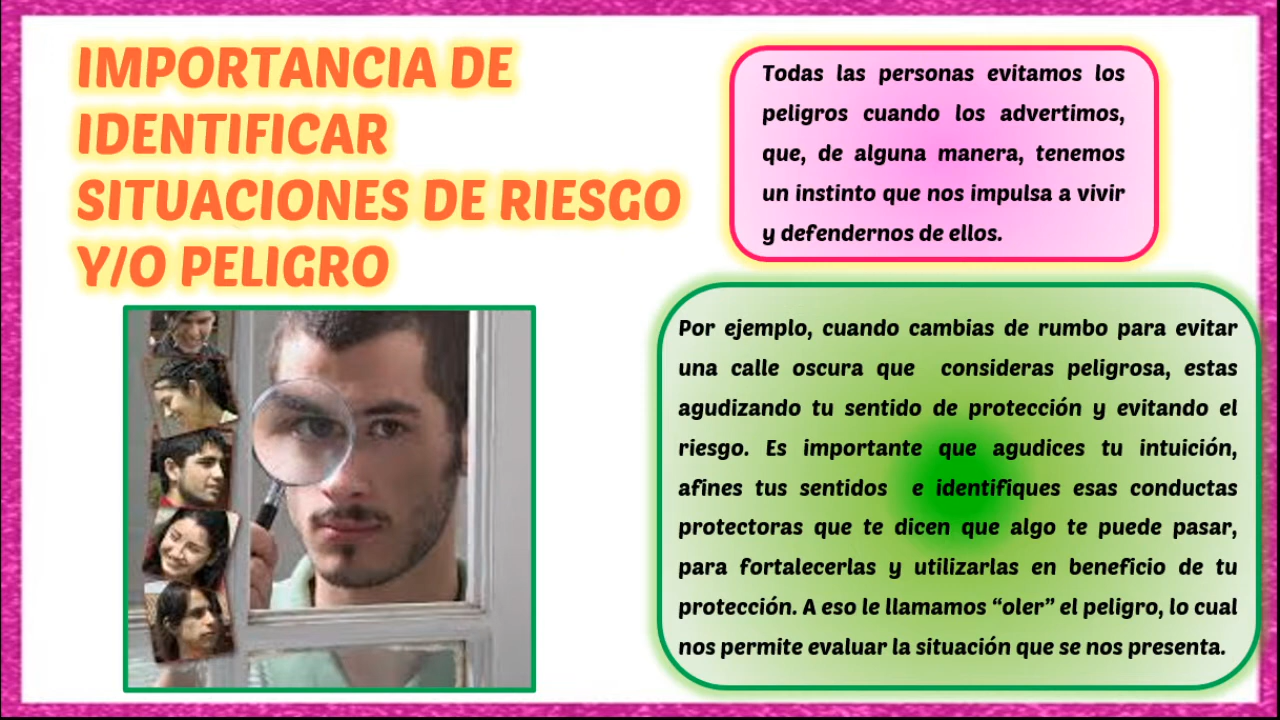 IMPORTANCIA DE
IDENTIFICAR
SITUACIONES DE RIESGO
Y/O PELIGRO
Todas las personas evitamos los
peligros cuando los advertimos,
que, de alguna manera, tenemos
un instinto que nos impulsa a vivir
y defendernos de ellos.
Por ejemplo, cuando cambias de rumbo para evitar
una calle oscura que consideras peligrosa, estas
agudizando tu sentido de protección y evitando el
riesgo. Es importante que agudices tu intuición,
afines tus sentidos e identifiques esas conductas
protectoras que te dicen que algo te puede pasar,
para fortalecerlas y utilizarlas en beneficio de tu
protección. A eso le llamamos “oler” el peligro, lo cual
nos permite evaluar la situación que se nos presenta.